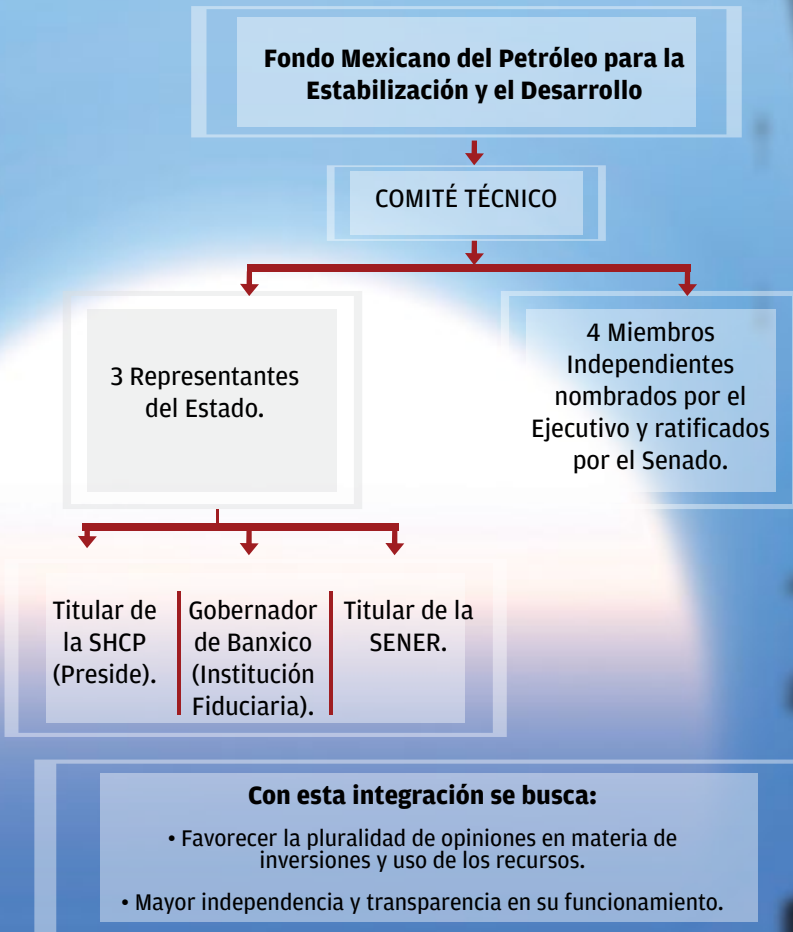 Fondo Mexicano del Petróleo para la
Estabilización y el Desarrollo
COMITÉ TÉCNICO
3 Representantes
del Estado.
4 Miembros
Independientes
nombrados por el
Ejecutivo y ratificados
por el Senado.
Titular de
la SHCP
(Preside).
Gobernador
de Banxico
(Institución
Fiduciaria).
Titular de la
SENER.
Con esta integración se busca:
• Favorecer la pluralidad de opiniones en materia de
inversiones y uso de los recursos.
• Mayor independencia y transparencia en su funcionamiento.